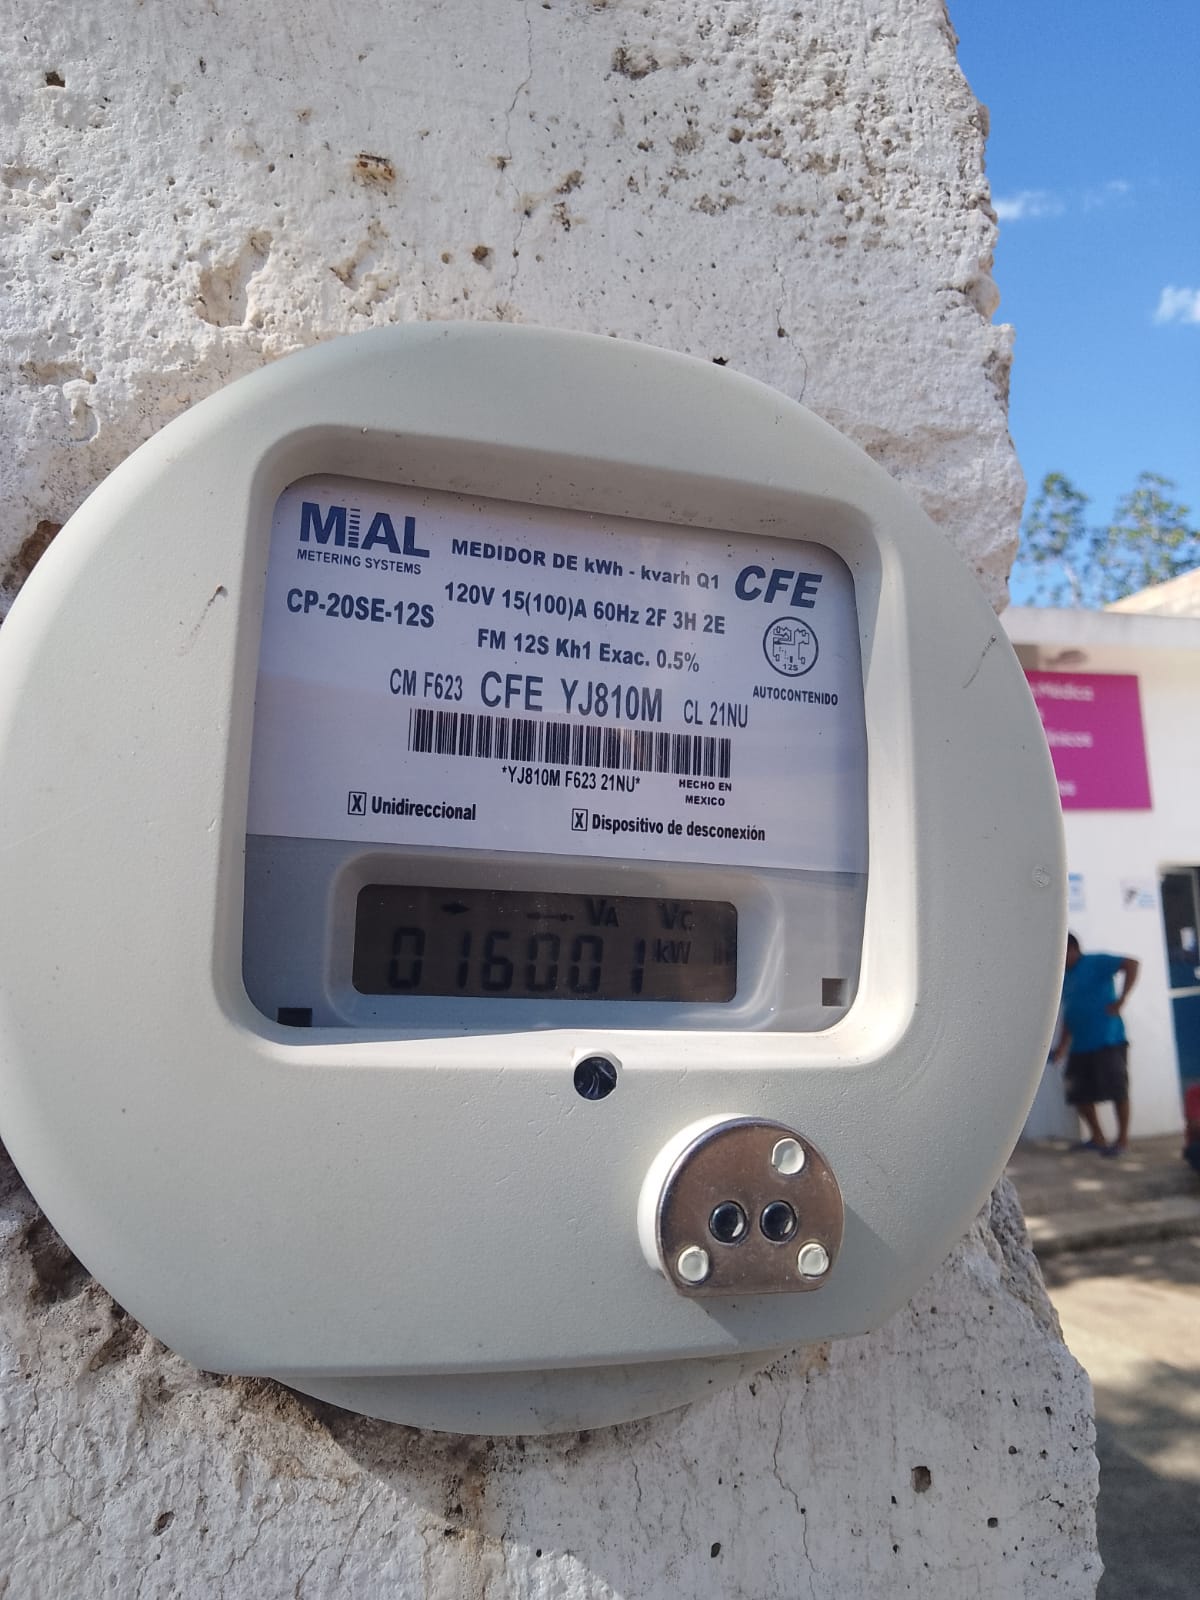 MIAL
METERING SYSTEMS
MEDIDOR DE kWh - kvarh Q1
CFE
CP-20SE-12S
120V 15(100)A 60Hz 2F 3H 2E
FM 12S Kh1 Exac. 0.5%
12S
AUTOCONTENIDO
CM F623 CFE YJ810M CL 21NU
*YJ810M F623 21NU*
HECHO EN
MEXICO
X Unidireccional
X Dispositivo de desconexión
VA VC
016001 kW
Médica